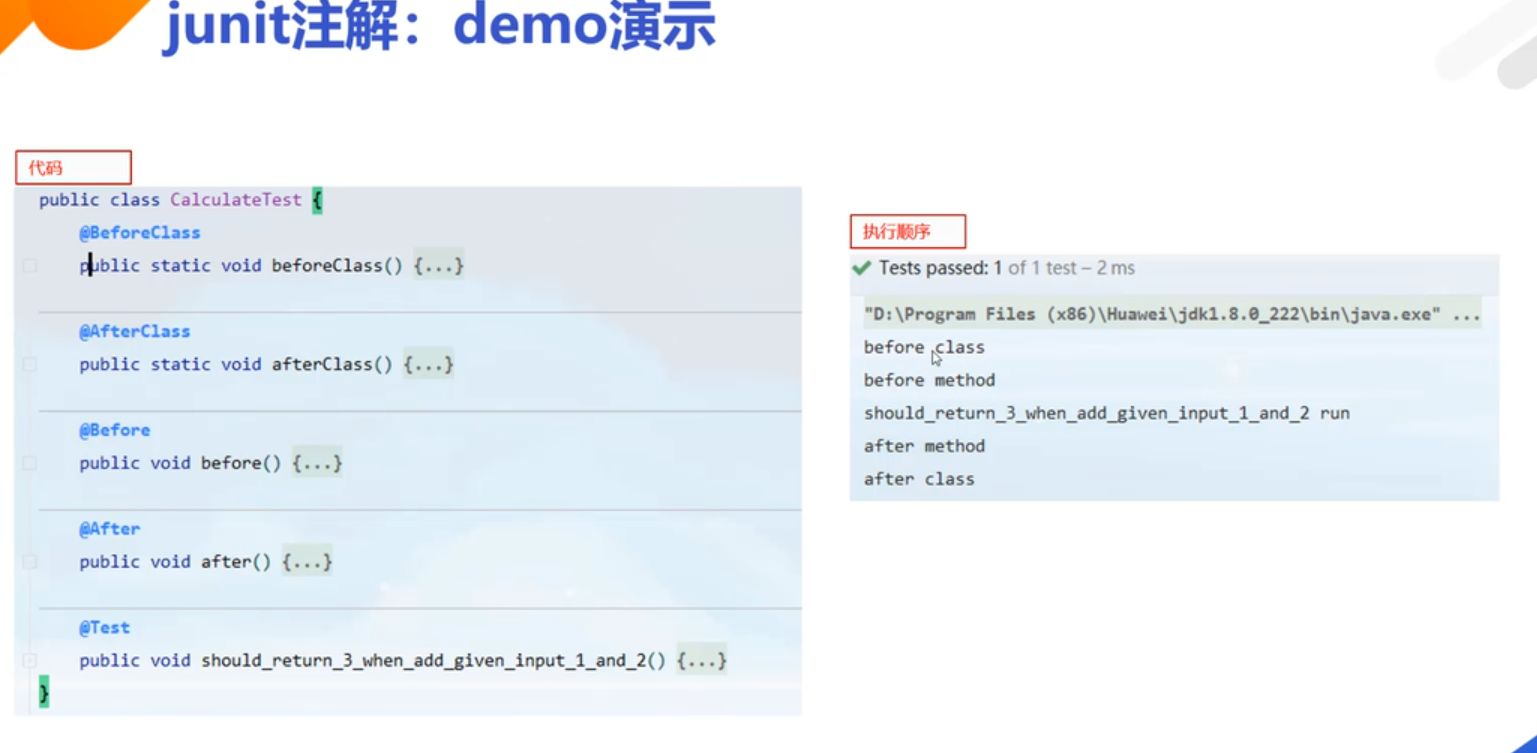 junit注解：demo演示
代码
public class CalculateTest {
@BeforeClass
public static void beforeClass() {...}
@AfterClass
public static void afterClass() {...}
@Before
public void before() {...}
@After
public void after() {...}
@Test
public void should_return_3_when_add_given_input_1_and_2() {...}
}
执行顺序
Tests passed: 1 of 1 test – 2 ms
"D:\Program Files (x86)\Huawei\jdk1.8.0_222\bin\java.exe" ...
before class
before method
should_return_3_when_add_given_input_1_and_2 run
after method
after class